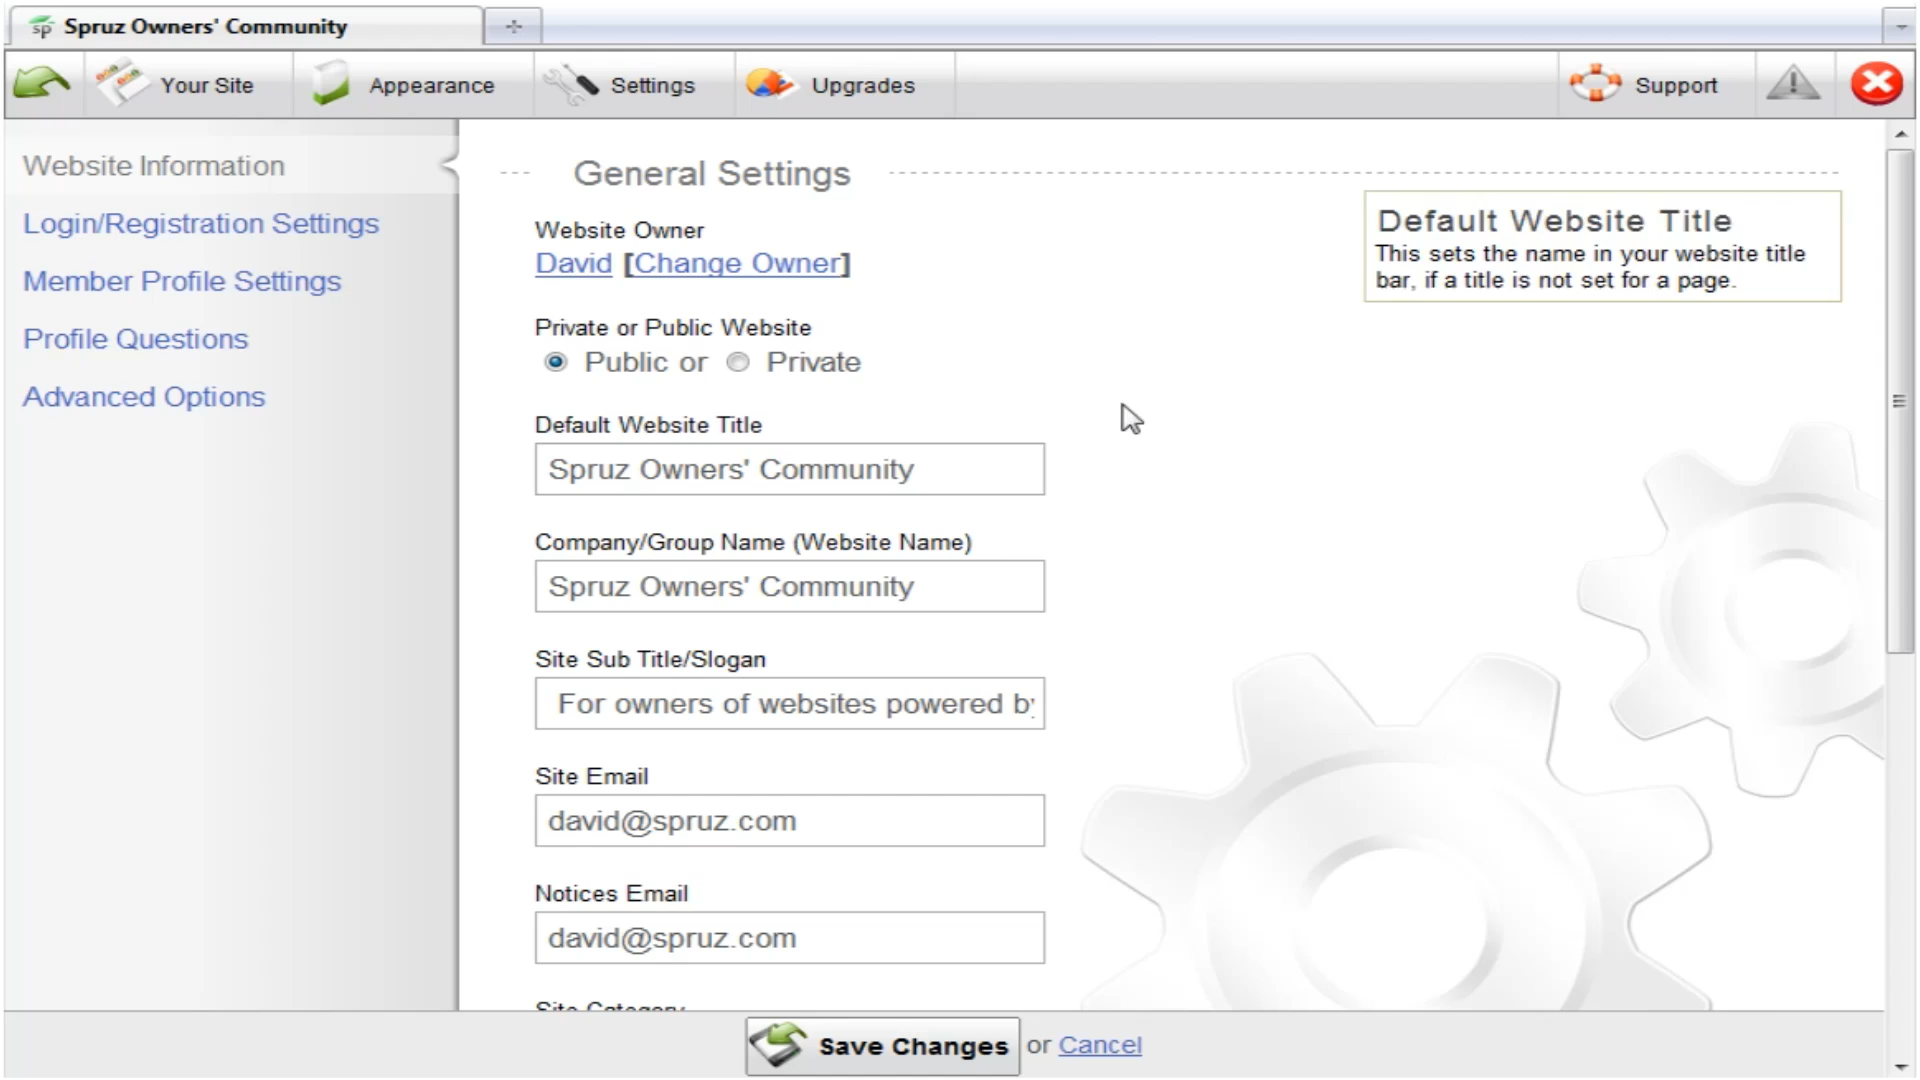 sp Spruz Owners' Community
Your Site
Appearance
Settings
Upgrades
Support
Website Information
Login/Registration Settings
Member Profile Settings
Profile Questions
Advanced Options
General Settings
Website Owner
David [Change Owner]
Private or Public Website
Public or Private
Default Website Title
Spruz Owners' Community
Company/Group Name (Website Name)
Spruz Owners' Community
Site Sub Title/Slogan
For owners of websites powered by
Site Email
david@spruz.com
Notices Email
david@spruz.com
Site Category
Default Website Title
This sets the name in your website title
bar, if a title is not set for a page.
Save Changes or Cancel